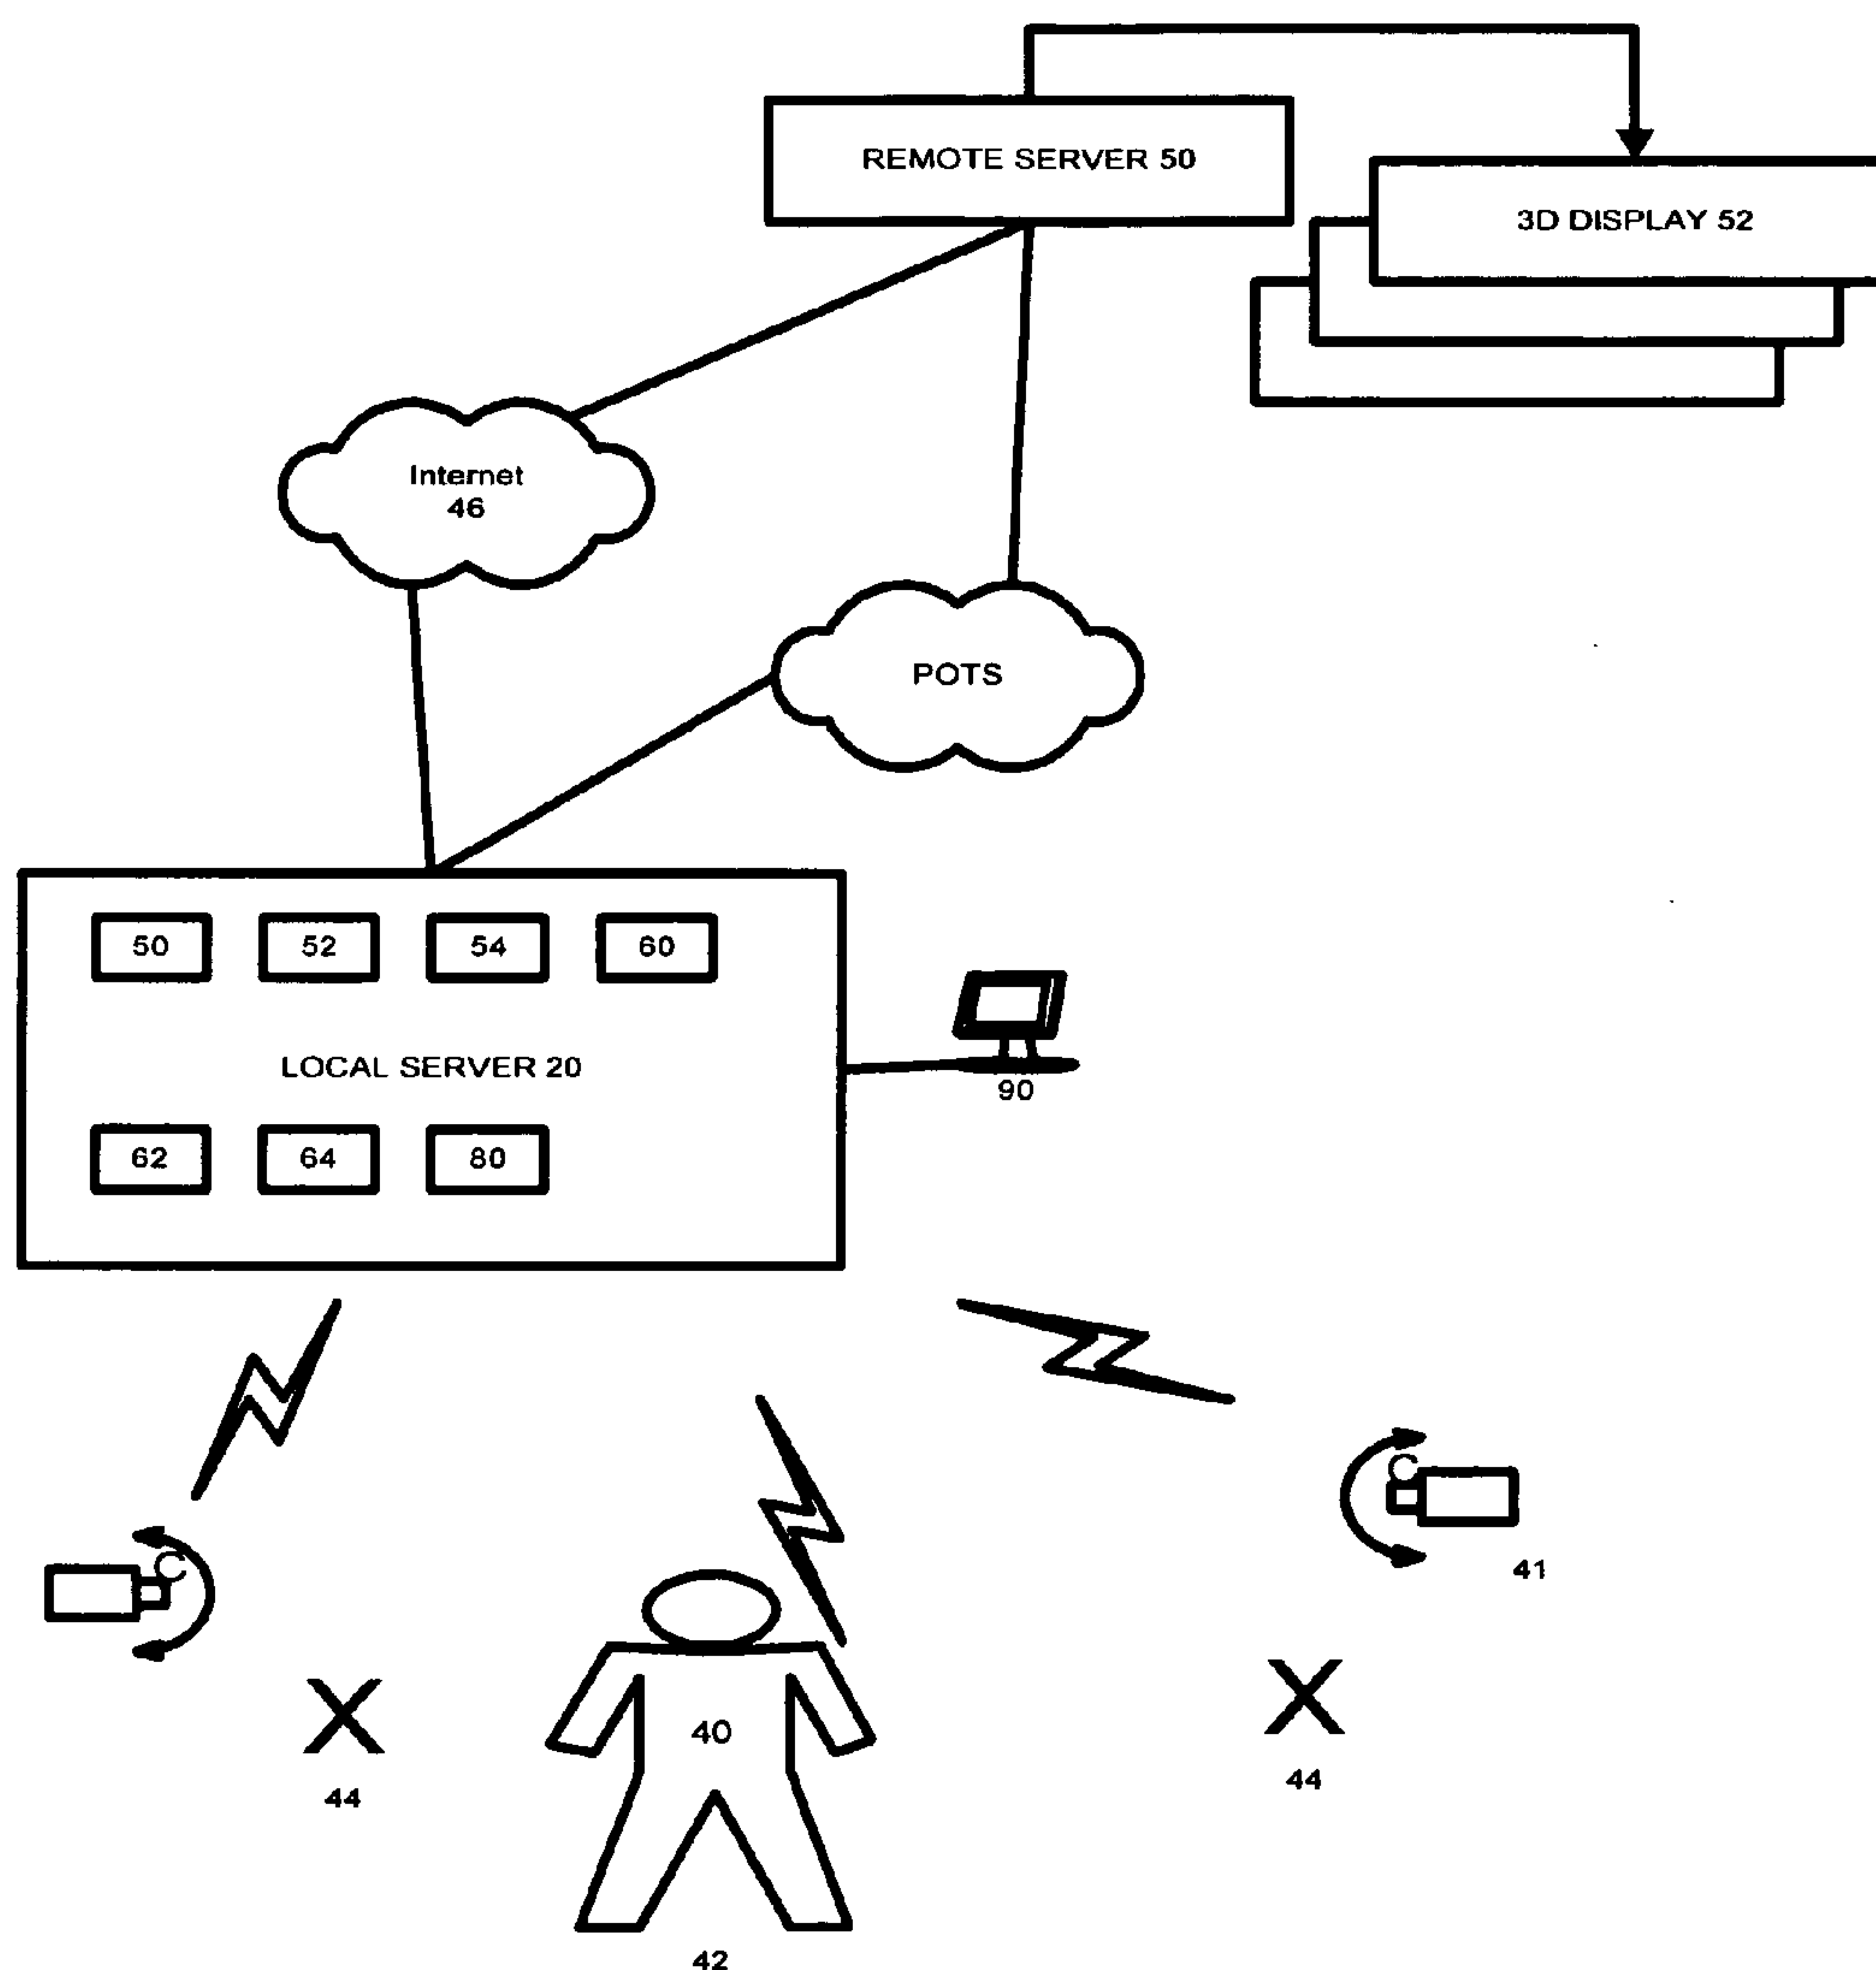 REMOTE SERVER 50
3D DISPLAY 52
Internet
46
POTS
50 52 54 60
LOCAL SERVER 20
90
62 64 80
C
C
41
40
44
44
42